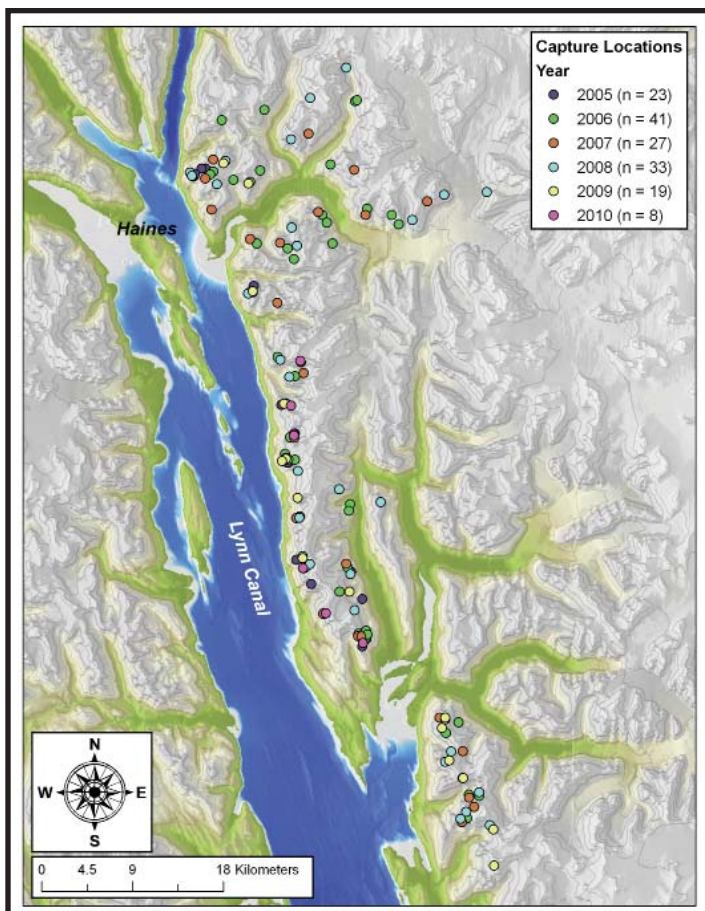 Capture Locations
Year
2005 (n = 23)
2006 (n = 41)
2007 (n = 27)
2008 (n = 33)
2009 (n = 19)
2010 (n = 8)
Haines
Lynn Canal
N
W E
S
0 4.5 9 18 Kilometers